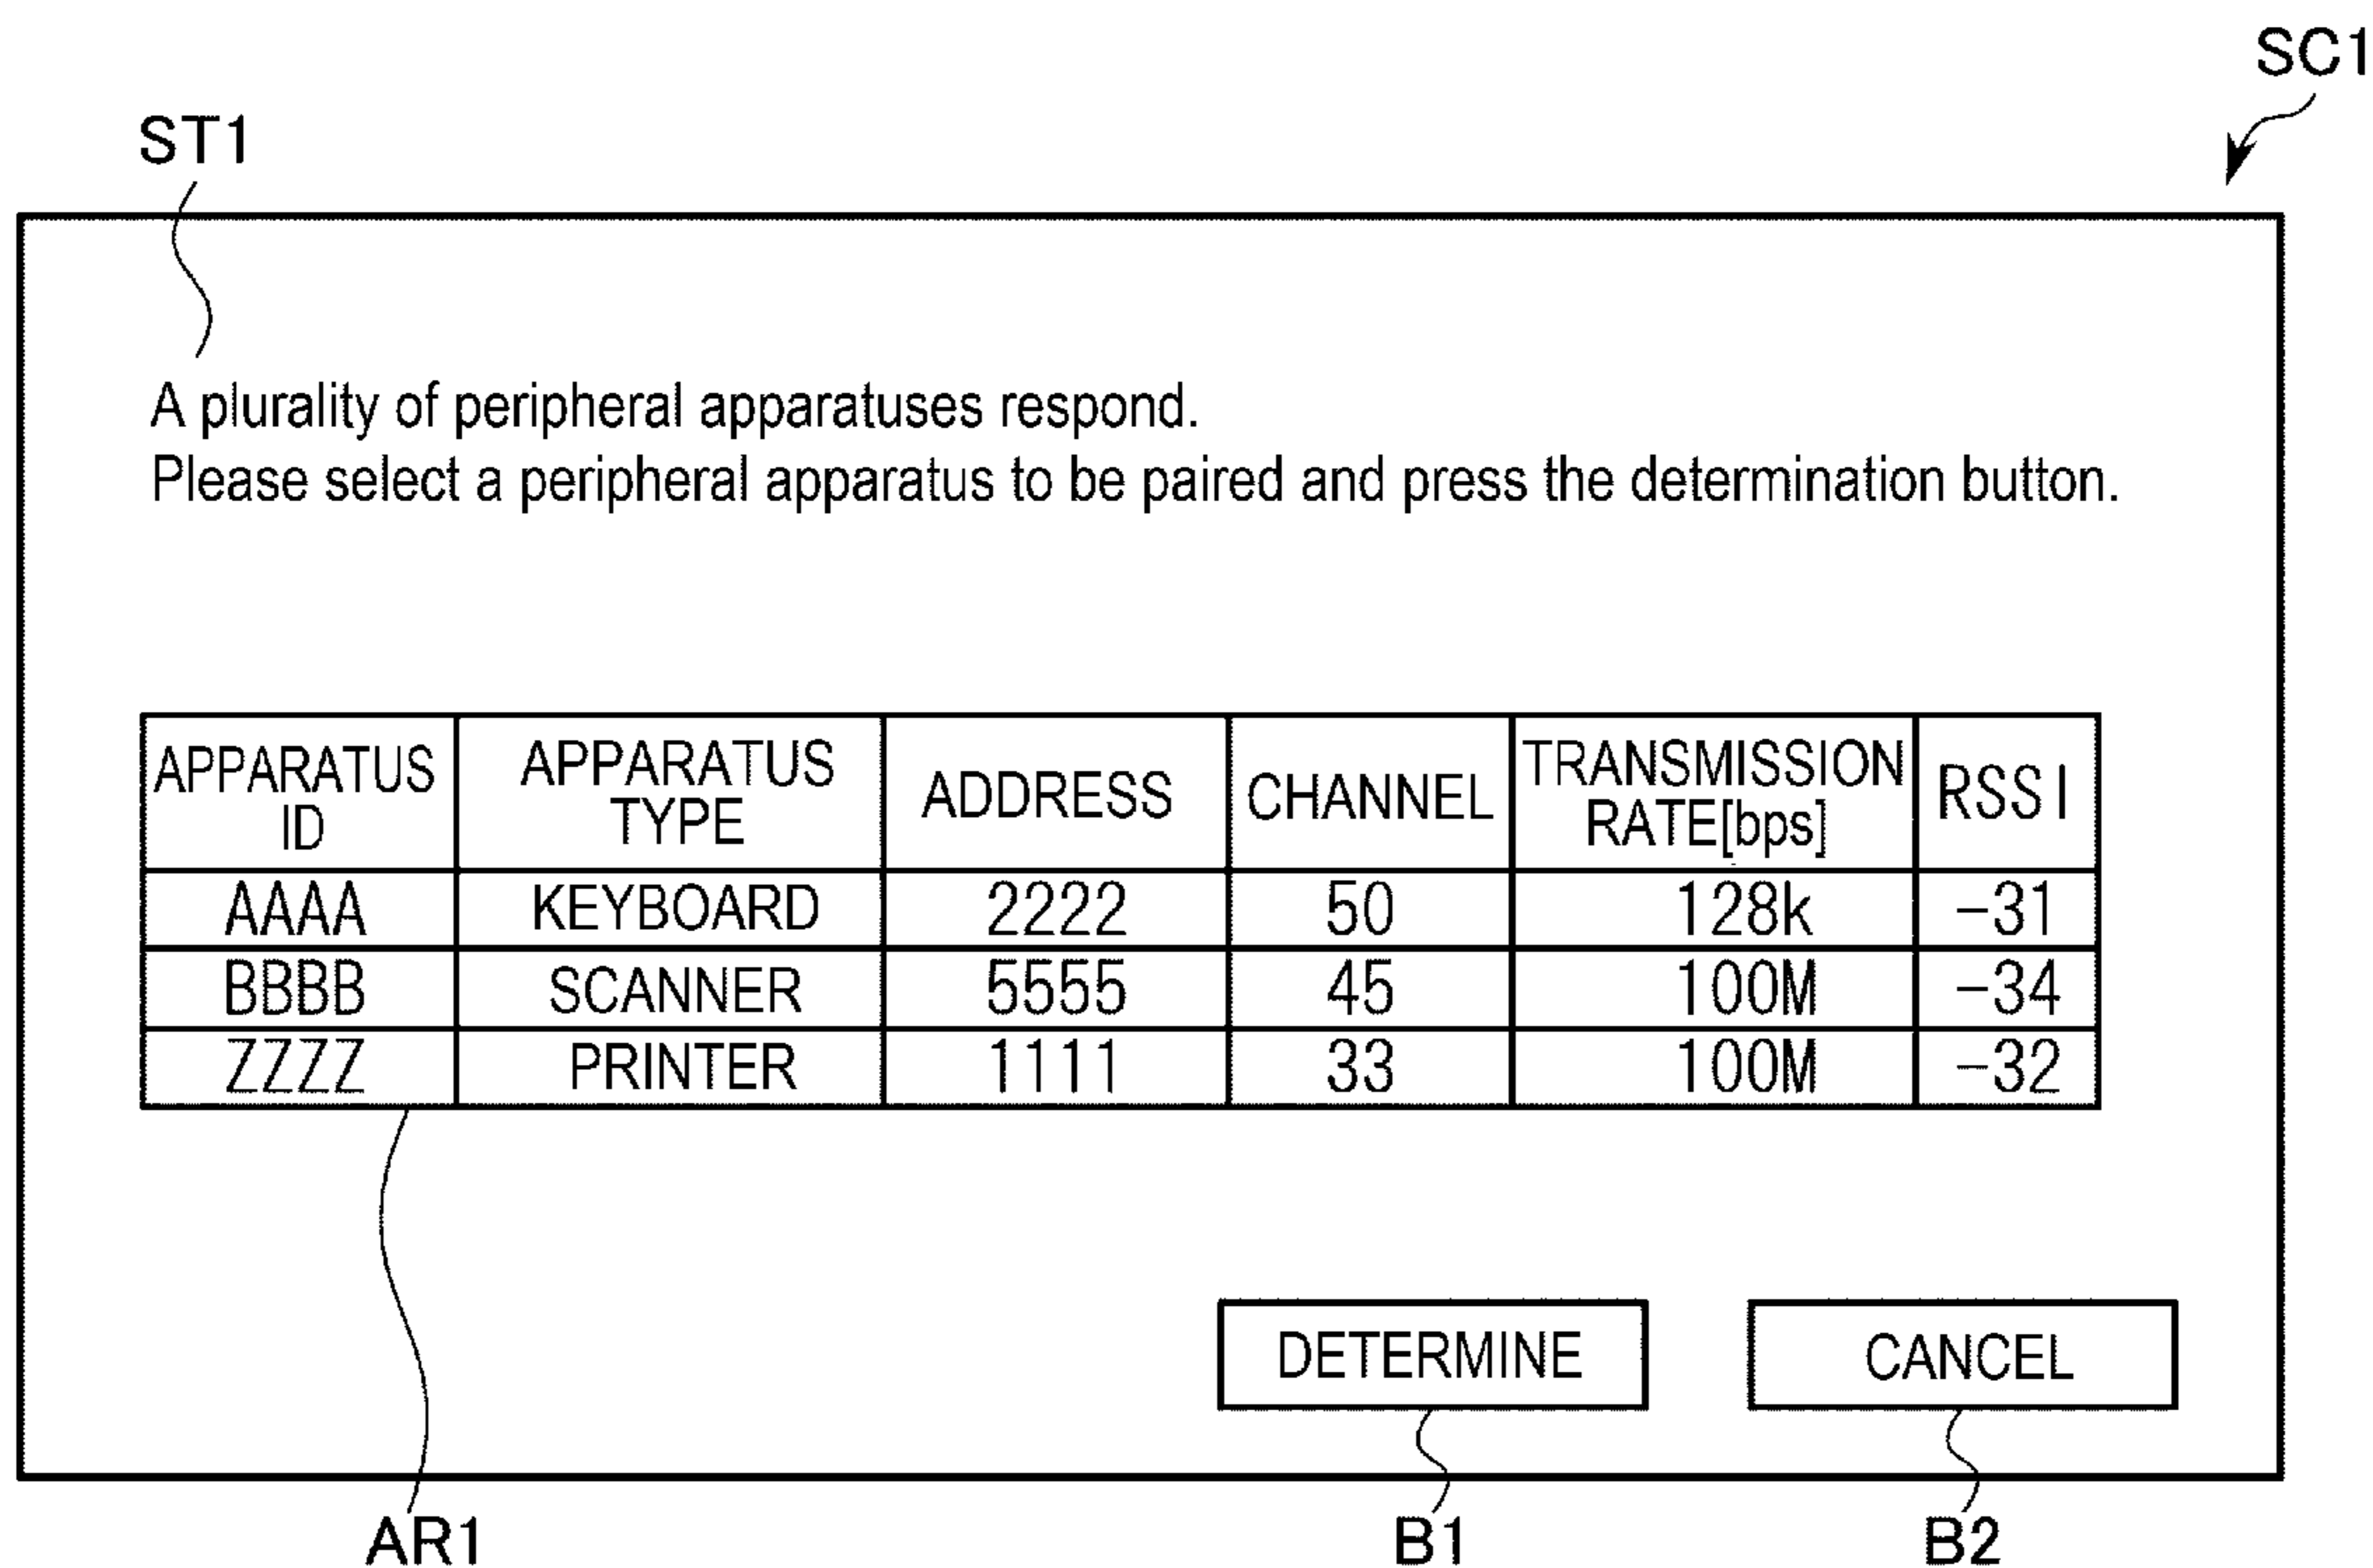 SC1
ST1
A plurality of peripheral apparatuses respond.
Please select a peripheral apparatus to be paired and press the determination button.
APPARATUS ID APPARATUS TYPE ADDRESS CHANNEL TRANSMISSION RATE[bps] RSSI
AAAA KEYBOARD 2222 50 128k -31
BBBB SCANNER 5555 45 100M -34
ZZZZ PRINTER 1111 33 100M -32
DETERMINE CANCEL
AR1 B1 B2